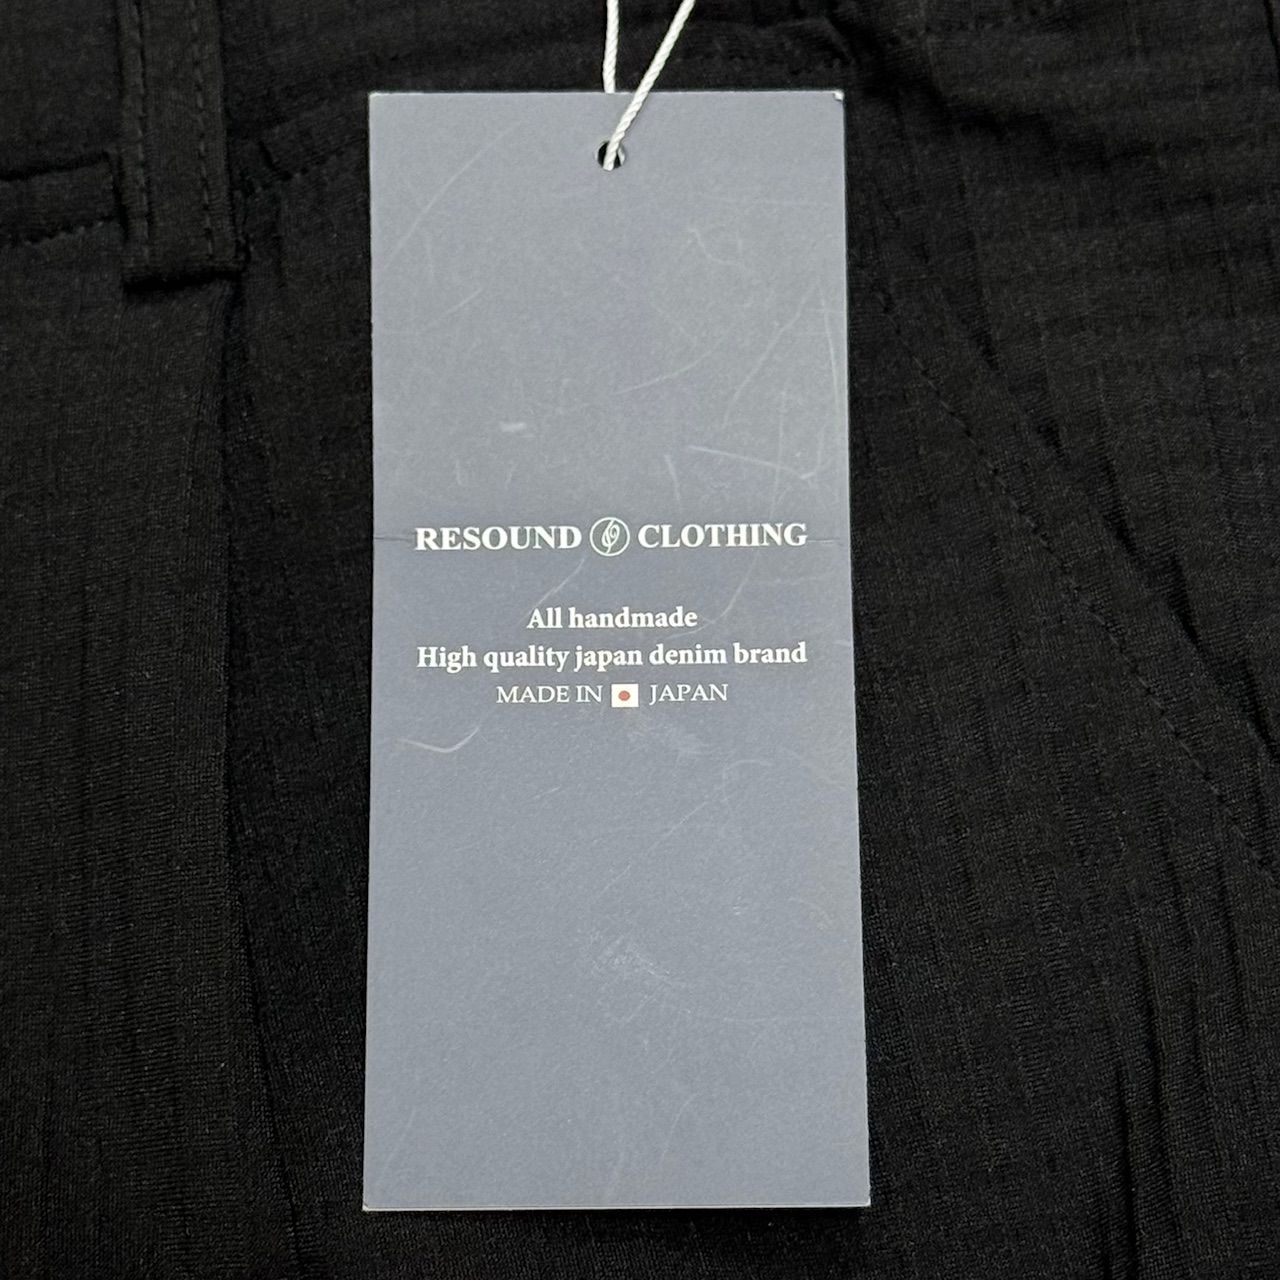 RESOUND CLOTHING
All handmade
High quality japan denim brand
MADE IN JAPAN